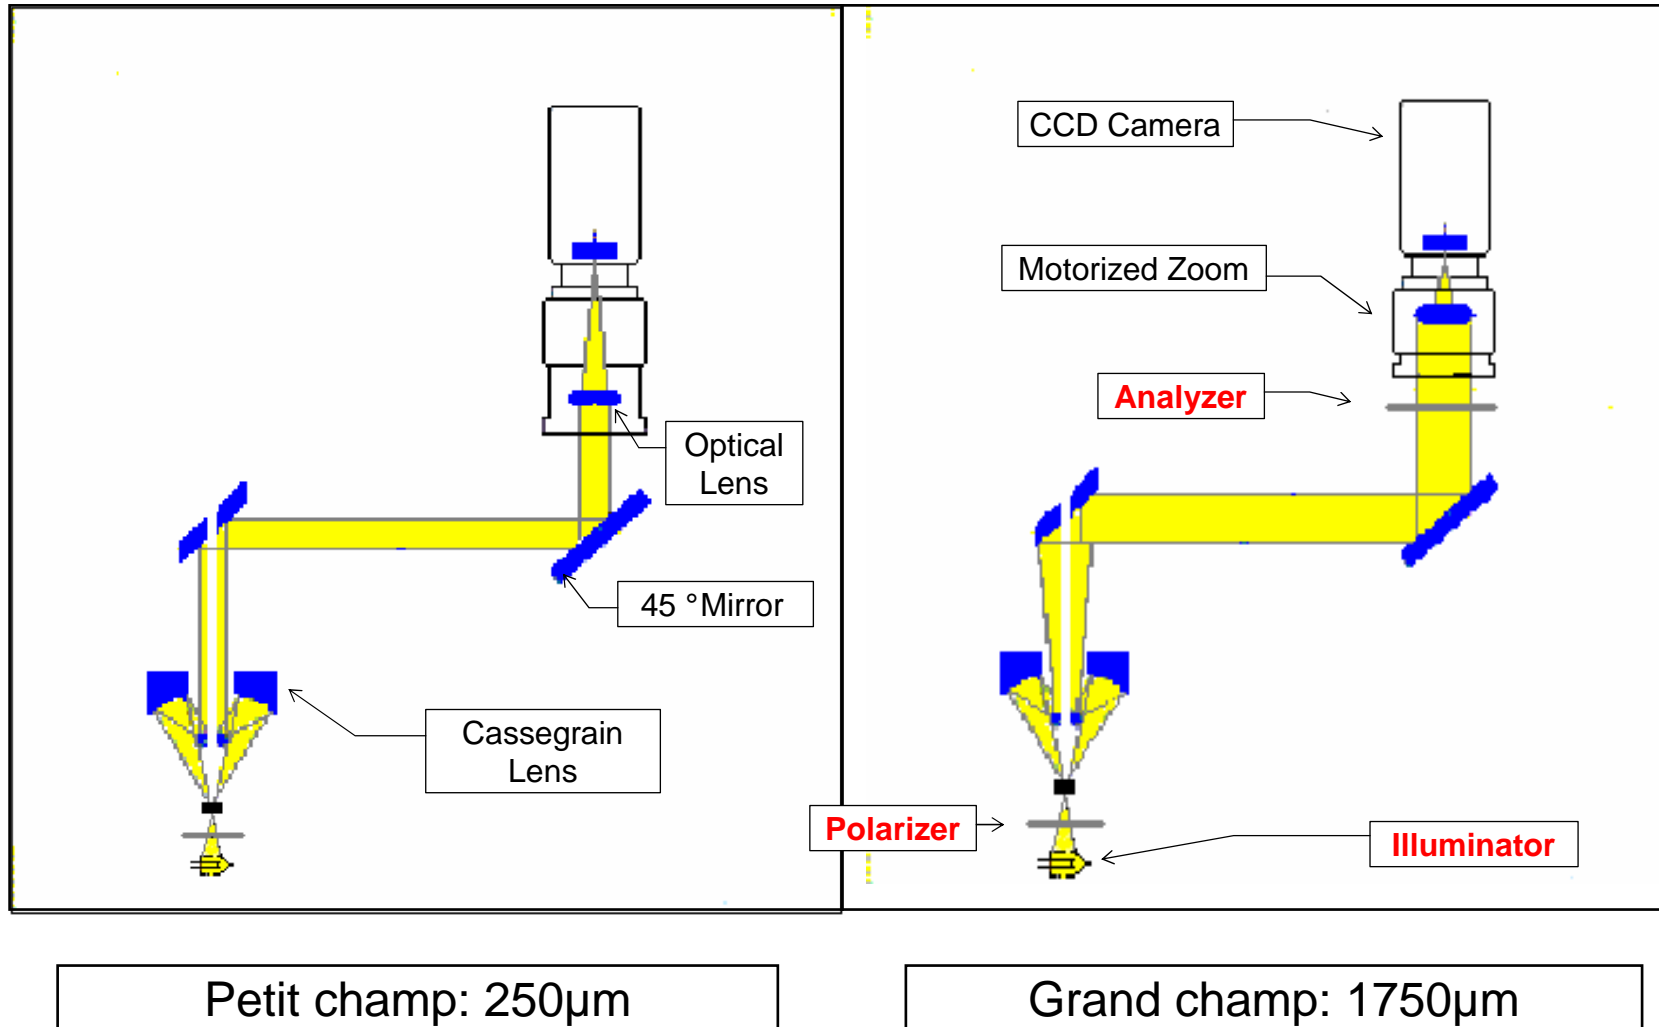 CCD Camera
Motorized Zoom
Analyzer
Optical
Lens
45 °Mirror
Cassegrain
Lens
Polarizer
Illuminator
Petit champ: 250µm
Grand champ: 1750µm